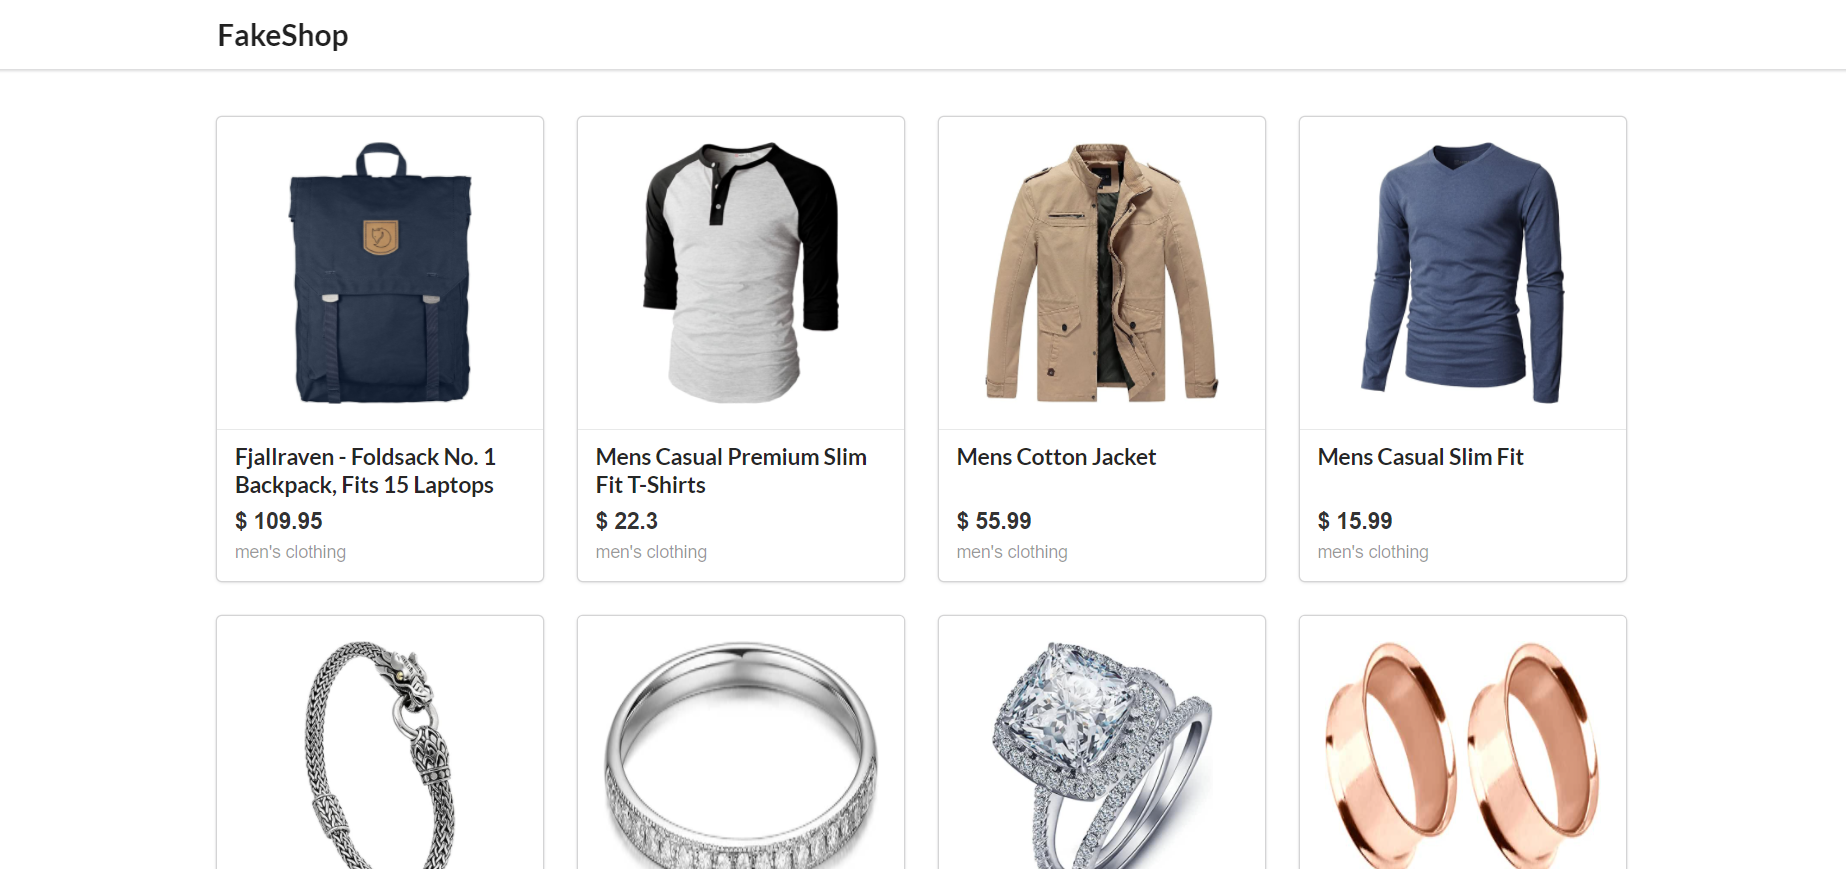 FakeShop
Fjallraven - Foldsack No. 1
Backpack, Fits 15 Laptops
$ 109.95
men's clothing
Mens Casual Premium Slim
Fit T-Shirts
$ 22.3
men's clothing
Mens Cotton Jacket
$ 55.99
men's clothing
Mens Casual Slim Fit
$ 15.99
men's clothing